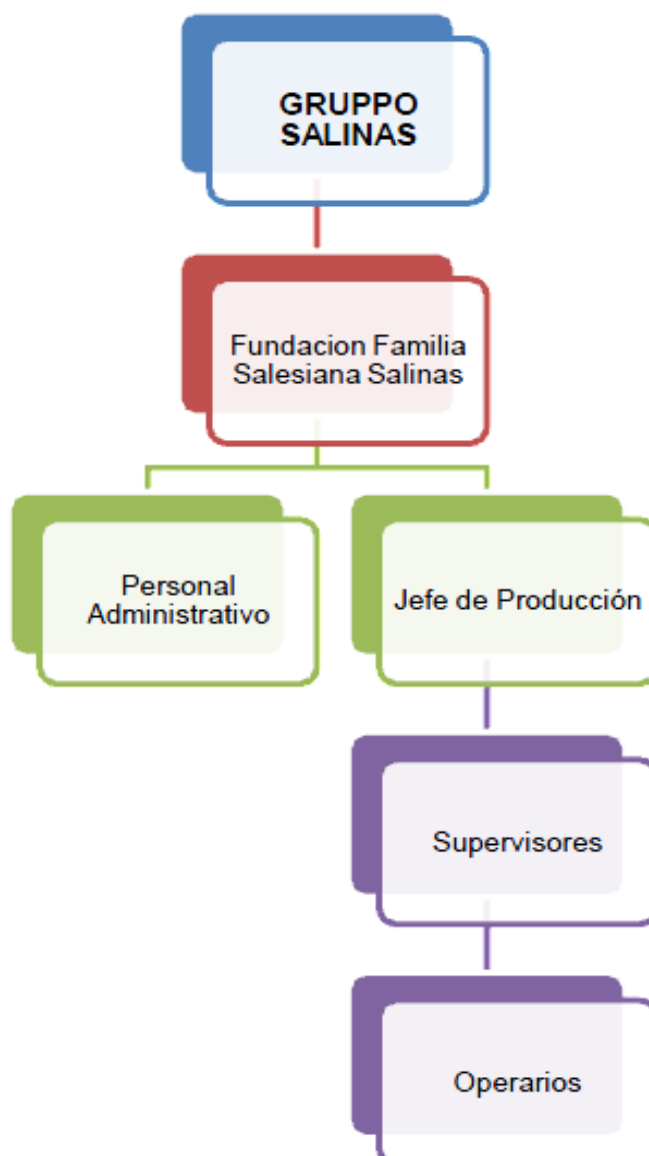 GRUPPO
SALINAS
Fundacion Familia
Salesiana Salinas
Personal
Administrativo
Jefe de Producción
Supervisores
Operarios